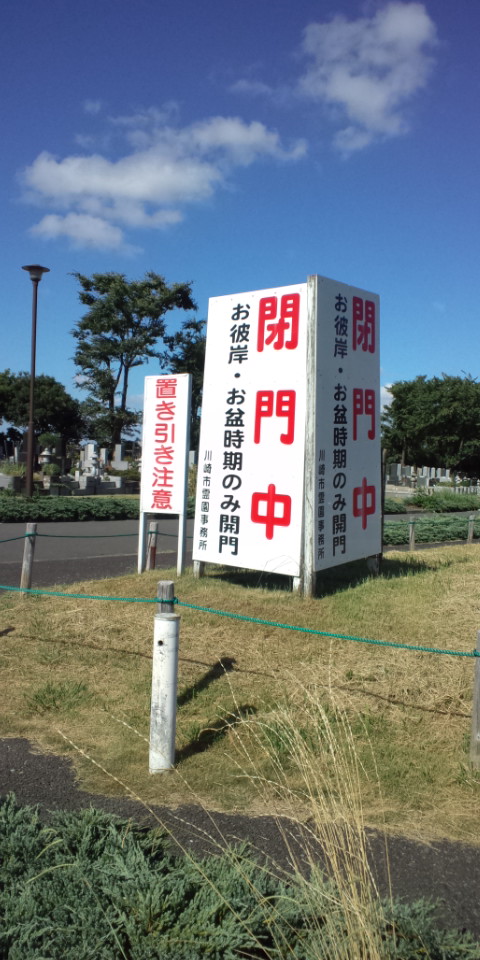 置き引き注意
閉門中
お彼岸・お盆時期のみ開門
川崎市霊園事務所
閉門中
お彼岸・お盆時期のみ開門
川崎市霊園事務所